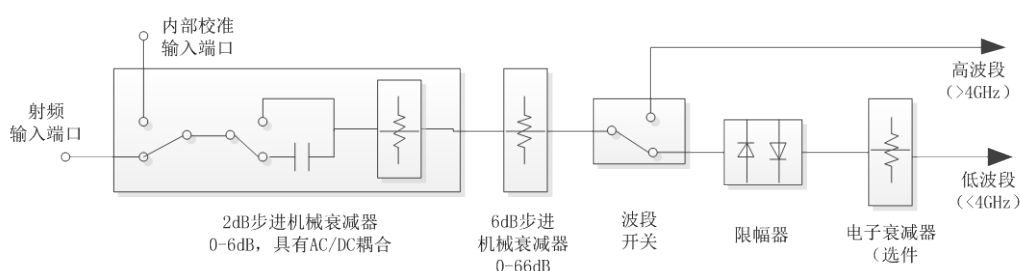 内部校准
输入端口
射频
输入端口
高波段
(>4GHz)
低波段
(<4GHz)
2dB步进机械衰减器
0-6dB，具有AC/DC耦合
6dB步进
机械衰减器
0-66dB
波段
开关
限幅器
电子衰减器
（选件